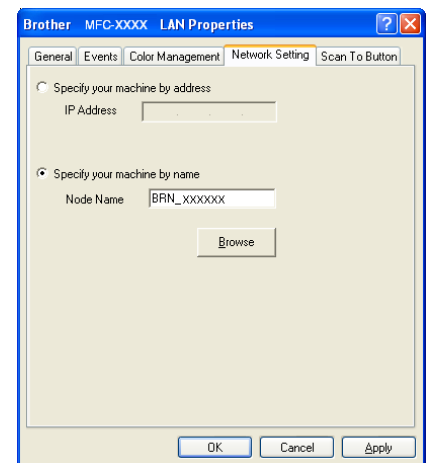 Brother MFC-XXXX LAN Properties
General Events Color Management Network Setting Scan To Button
Specify your machine by address
IP Address . . .
Specify your machine by name
Node Name BRN_xxxxxx
Browse
OK Cancel Apply